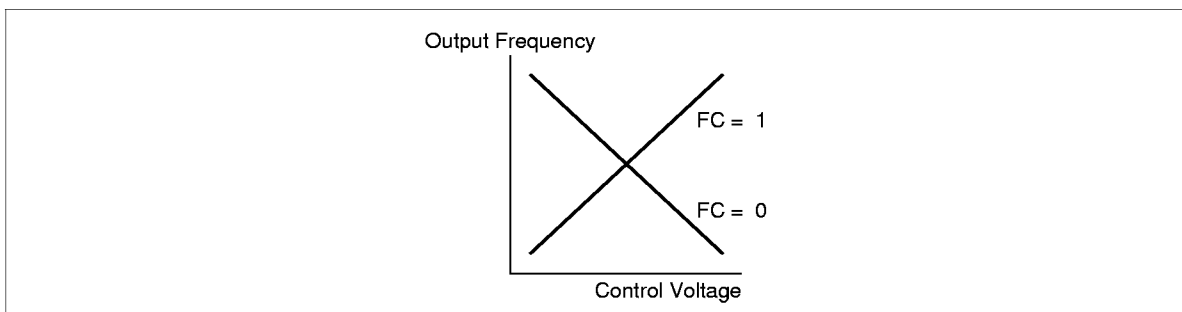 Output Frequency
FC = 1
FC = 0
Control Voltage